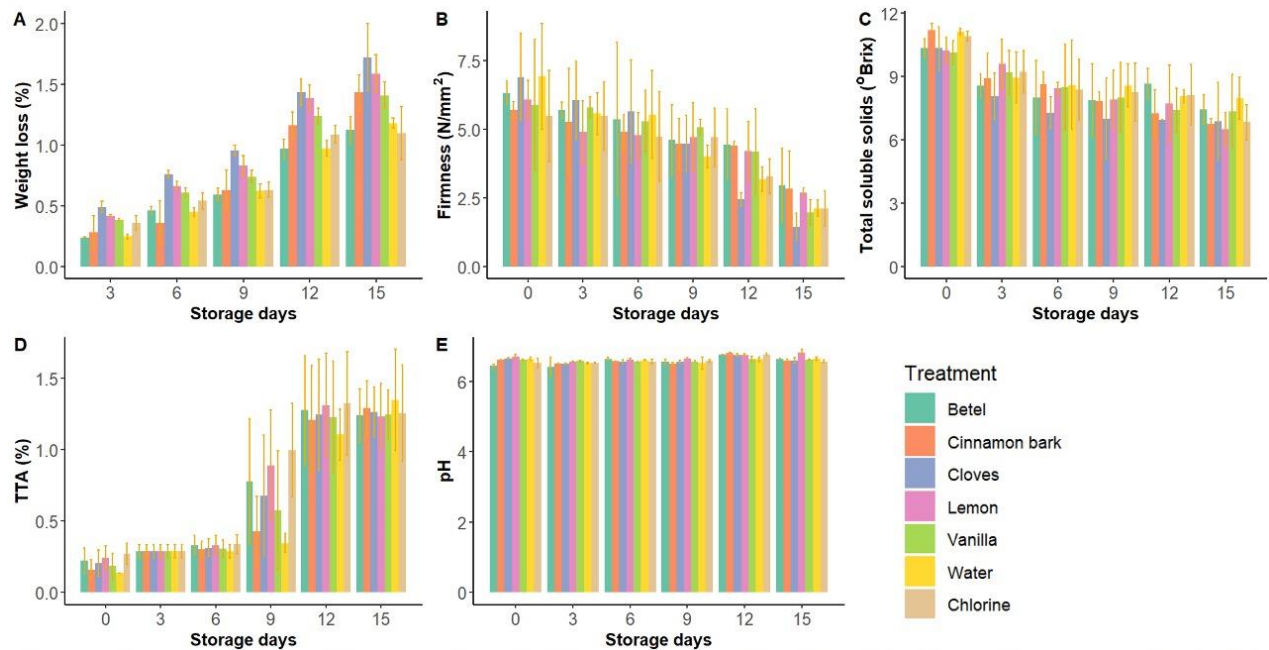 A
Weight loss (%)
2.0
1.5
1.0
0.5
0.0
3 6 9 12 15
Storage days
B
Firmness (N/mm²)
7.5
5.0
2.5
0.0
0 3 6 9 12 15
Storage days
C
Total soluble solids (°Brix)
12
9
6
3
0
0 3 6 9 12 15
Storage days
D
TTA (%)
1.5
1.0
0.5
0.0
0 3 6 9 12 15
Storage days
E
pH
6
4
2
0
0 3 6 9 12 15
Storage days
Treatment
Betel
Cinnamon bark
Cloves
Lemon
Vanilla
Water
Chlorine